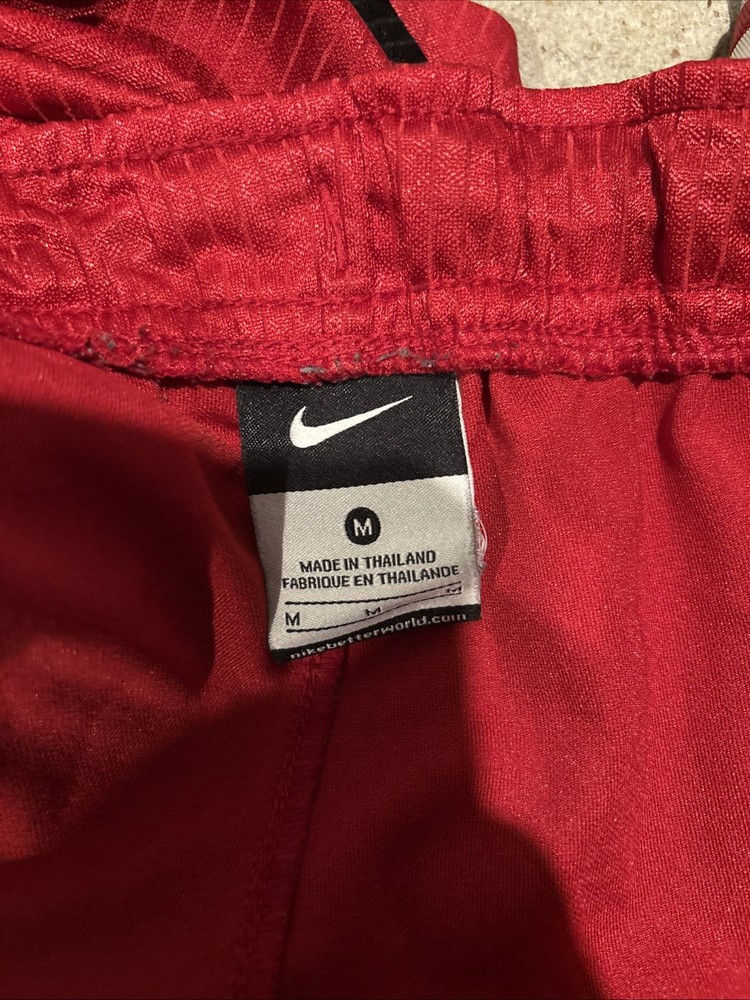 M
MADE IN THAILAND
FABRIQUE EN THAILANDE
M M M
nikebetterworld.com